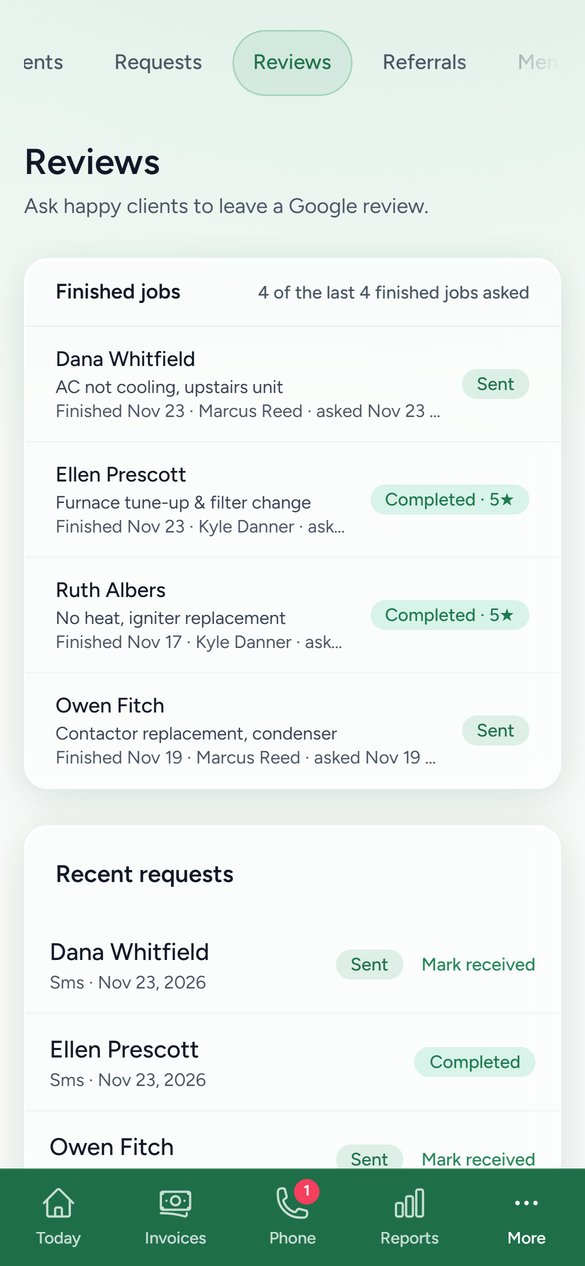 ents Requests Reviews Referrals Mem
Reviews
Ask happy clients to leave a Google review.
Finished jobs 4 of the last 4 finished jobs asked
Dana Whitfield
AC not cooling, upstairs unit
Finished Nov 23 · Marcus Reed · asked Nov 23 ...
Sent
Ellen Prescott
Furnace tune-up & filter change
Finished Nov 23 · Kyle Danner · ask...
Completed · 5★
Ruth Albers
No heat, igniter replacement
Finished Nov 17 · Kyle Danner · ask...
Completed · 5★
Owen Fitch
Contactor replacement, condenser
Finished Nov 19 · Marcus Reed · asked Nov 19 ...
Sent
Recent requests
Dana Whitfield
Sms · Nov 23, 2026
Sent Mark received
Ellen Prescott
Sms · Nov 23, 2026
Completed
Owen Fitch
Sent Mark received
1
Today Invoices Phone Reports More